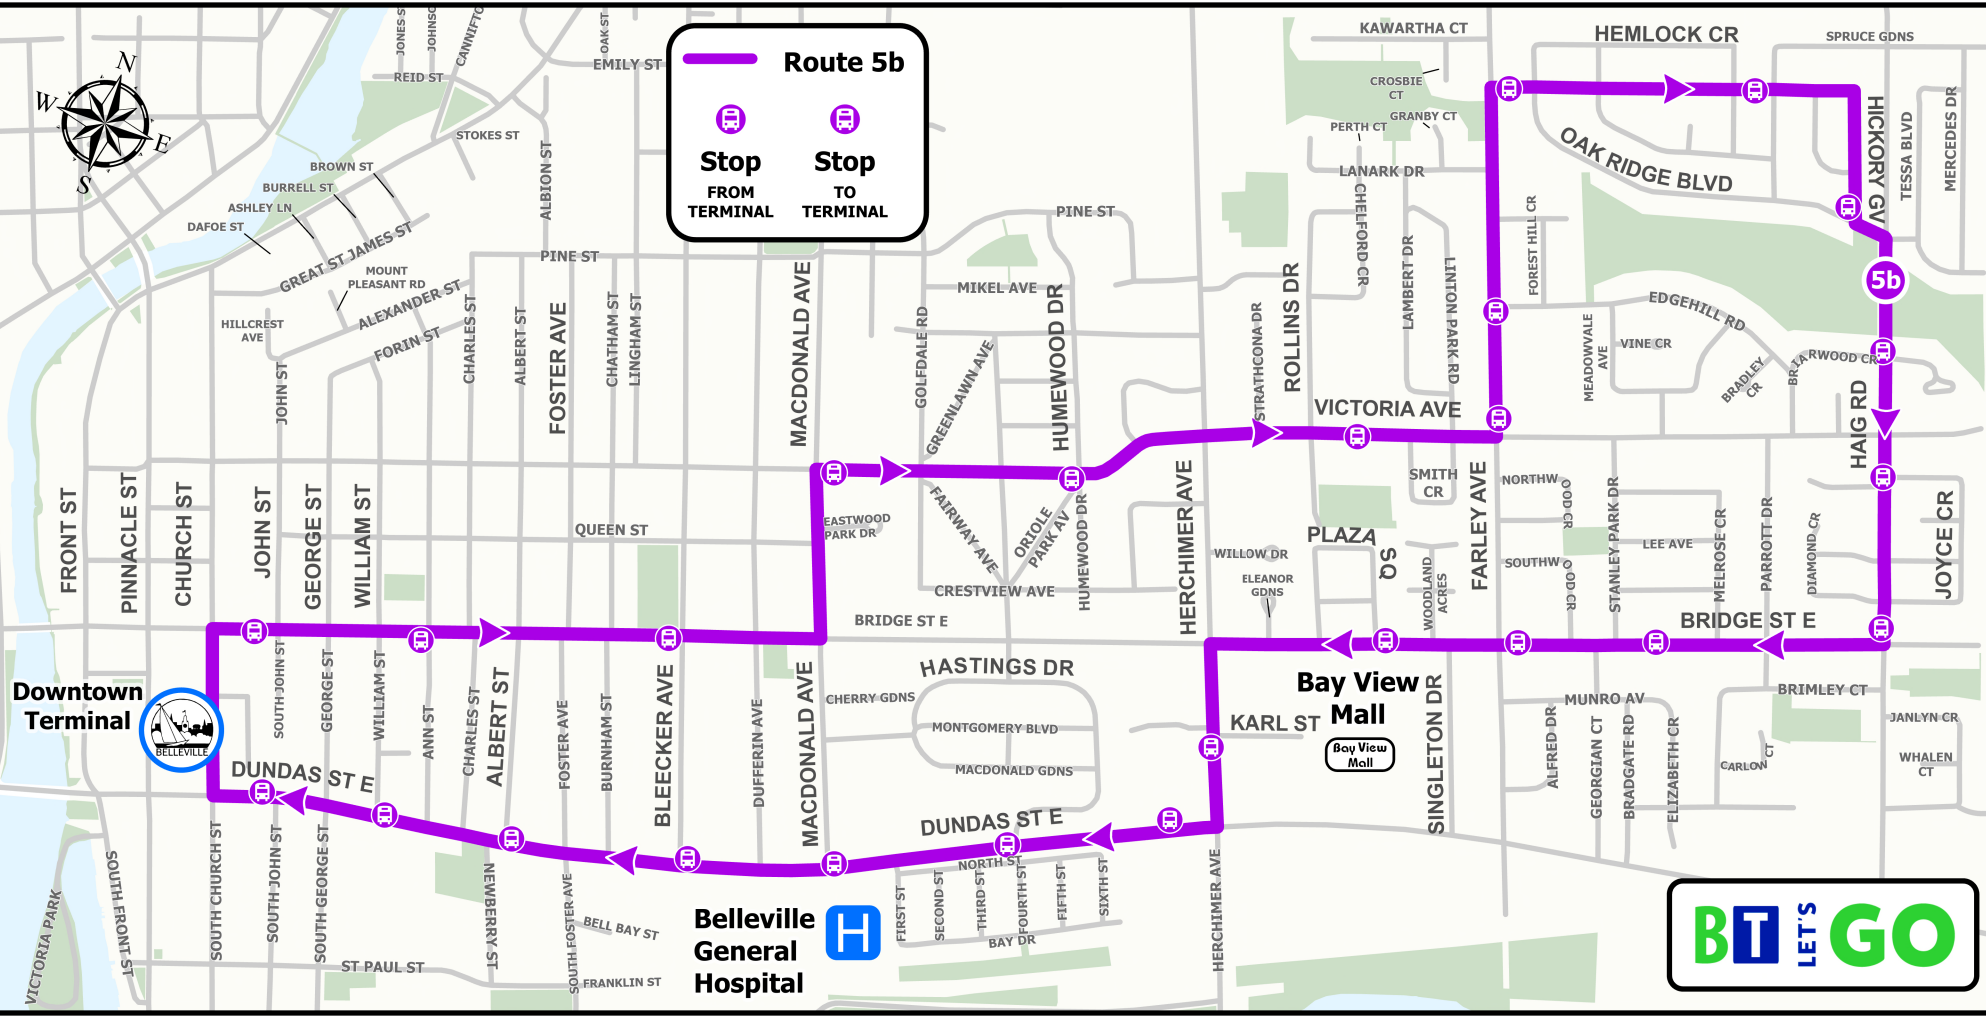 Route 5b
Stop
FROM
TERMINAL
Stop
TO
TERMINAL
N
W
E
S
JONES S
JOHNSO
CANNIFTO
OAK ST
EMILY ST
REID ST
STOKES ST
BROWN ST
BURRELL ST
ASHLEY LN
DAFOE ST
ALBION ST
GREAT ST JAMES ST
MOUNT
PLEASANT RD
ALEXANDER ST
HILLCREST
AVE
FORIN ST
PINE ST
PINE ST
CHARLES ST
ALBERT ST
FOSTER AVE
CHATHAM ST
LINGHAM ST
MACDONALD AVE
MIKEL AVE
GOLFDALE RD
GREENLAWN AVE
HUMEWOOD DR
JOHN ST
KAWARTHA CT
CROSBIE
CT
GRANBY CT
PERTH CT
LANARK DR
CHELFORD CR
ROLLINS DR
LAMBERT DR
LINTON PARK RD
STRATHCONA DR
VICTORIA AVE
HEMLOCK CR
SPRUCE GDNS
OAK RIDGE BLVD
HICKORY GV
TESSA BLVD
MERCEDES DR
FOREST HILL CR
5b
EDGEHILL RD
MEADOWVALE
AVE
VINE CR
BRADLEY
CR
BRIARWOOD CR
HAIG RD
FRONT ST
PINNACLE ST
CHURCH ST
JOHN ST
GEORGE ST
WILLIAM ST
QUEEN ST
EASTWOOD
PARK DR
FAIRWAY AVE
ORIOLE
PARK AV
HUMEWOOD DR
CRESTVIEW AVE
HERCHIMER AVE
SMITH
CR
FARLEY AVE
PLAZA SQ
WILLOW DR
ELEANOR
GDNS
WOODLAND
ACRES
NORTHWOOD CR
SOUTHWOOD CR
STANLEY PARK DR
LEE AVE
MELROSE CR
PARROTT DR
DIAMOND CR
JOYCE CR
BRIDGE ST E
BRIDGE ST E
Downtown
Terminal
BELLEVILLE
SOUTH JOHN ST
GEORGE ST
WILLIAM ST
ANN ST
CHARLES ST
ALBERT ST
FOSTER AVE
BURNHAM ST
BLEECKER AVE
DUFFERIN AVE
MACDONALD AVE
HASTINGS DR
CHERRY GDNS
MONTGOMERY BLVD
MACDONALD GDNS
DUNDAS ST E
DUNDAS ST E
KARL ST
Bay View
Mall
Bay View
Mall
SINGLETON DR
MUNRO AV
ALFRED DR
GEORGIAN CT
BRADGATE RD
ELIZABETH CR
BRIMLEY CT
CARLOW CT
JANLYN CR
WHALEN
CT
VICTORIA PARK
SOUTH FRONT ST
SOUTH CHURCH ST
SOUTH JOHN ST
SOUTH GEORGE ST
ST PAUL ST
NEWBERRY ST
SOUTH FOSTER AVE
BELL BAY ST
FRANKLIN ST
Belleville
General
Hospital
H
NORTH ST
FIRST ST
SECOND ST
THIRD ST
FOURTH ST
FIFTH ST
SIXTH ST
BAY DR
HERCHIMER AVE
BT LET'S GO